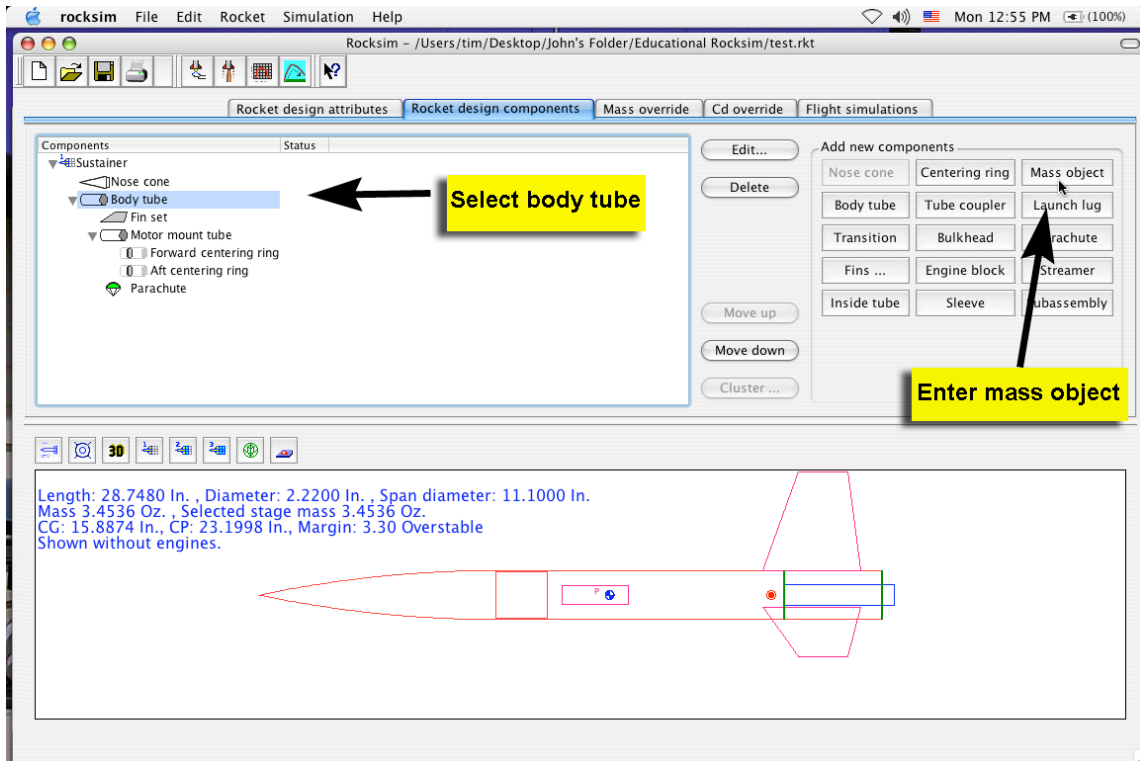 rocksim File Edit Rocket Simulation Help Mon 12:55 PM (100%)
Rocksim – /Users/tim/Desktop/John's Folder/Educational Rocksim/test.rkt
Rocket design attributes Rocket design components Mass override Cd override Flight simulations
Components Status
1 Sustainer
Nose cone
Body tube
Fin set
Motor mount tube
Forward centering ring
Aft centering ring
Parachute
Select body tube
Edit...
Delete
Move up
Move down
Cluster ...
Add new components
Nose cone Centering ring Mass object
Body tube Tube coupler Launch lug
Transition Bulkhead arachute
Fins ... Engine block Streamer
Inside tube Sleeve ubassembly
Enter mass object
3D 1 2 3
Length: 28.7480 In. , Diameter: 2.2200 In. , Span diameter: 11.1000 In.
Mass 3.4536 Oz. , Selected stage mass 3.4536 Oz.
CG: 15.8874 In., CP: 23.1998 In., Margin: 3.30 Overstable
Shown without engines.
P